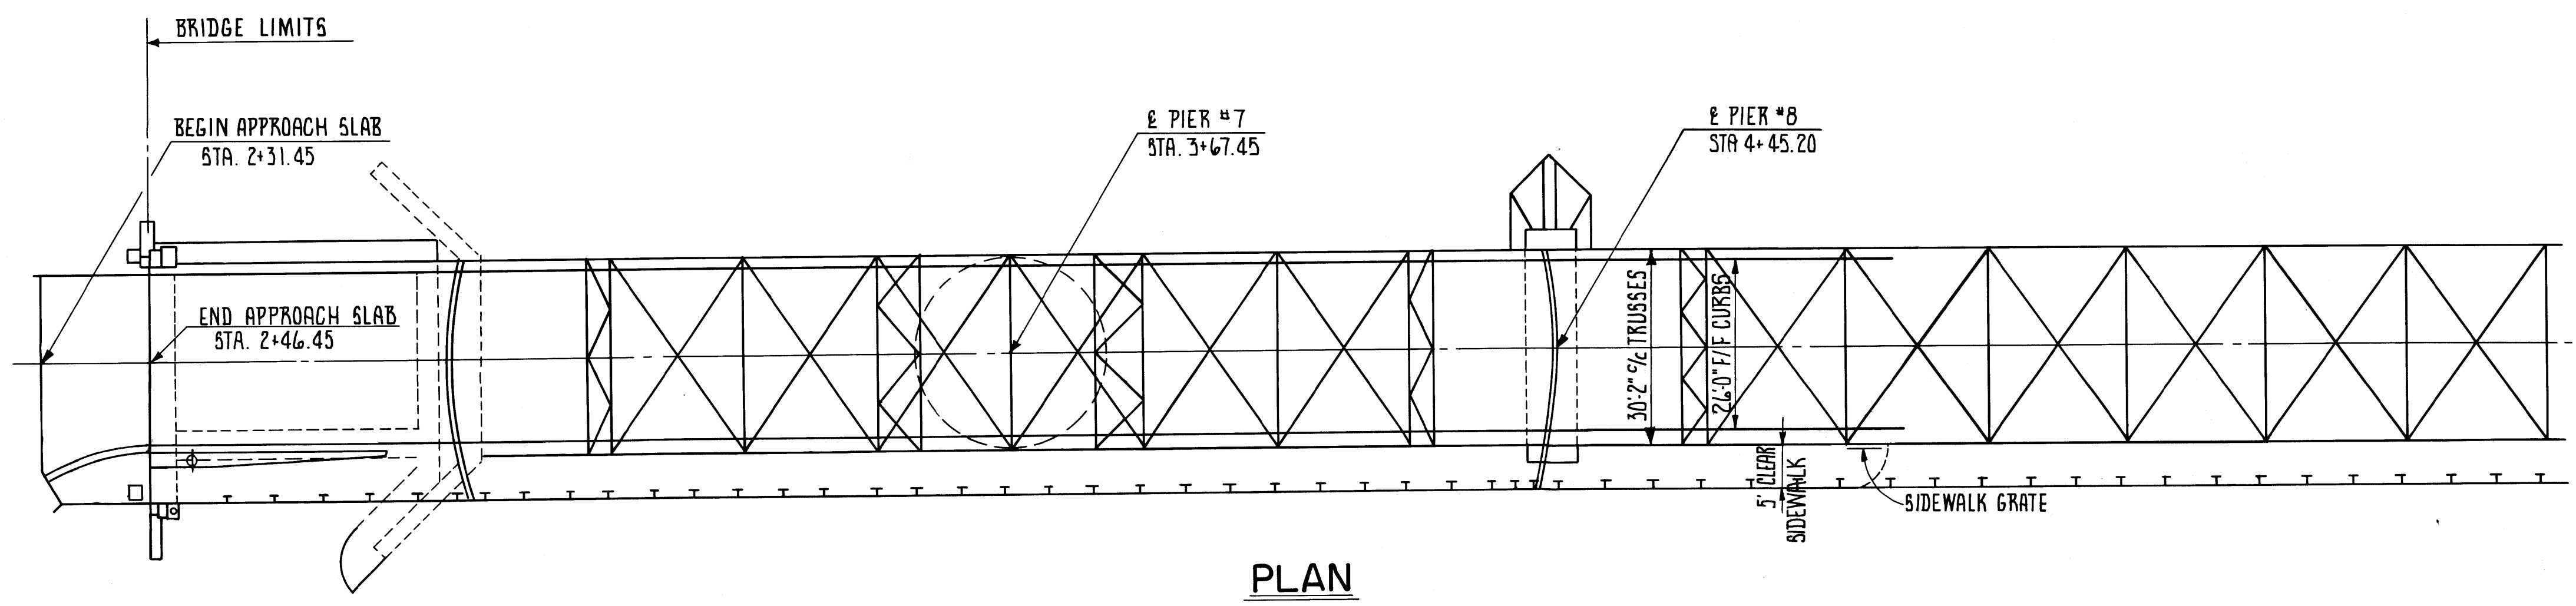 BRIDGE LIMITS
BEGIN APPROACH SLAB
STA. 2+31.45
END APPROACH SLAB
STA. 2+46.45
℄ PIER #7
STA. 3+67.45
℄ PIER #8
STA 4+45.20
30'-2" C/C TRUSSES
26'-0" F/F CURBS
5' CLEAR
SIDEWALK
SIDEWALK GRATE
PLAN